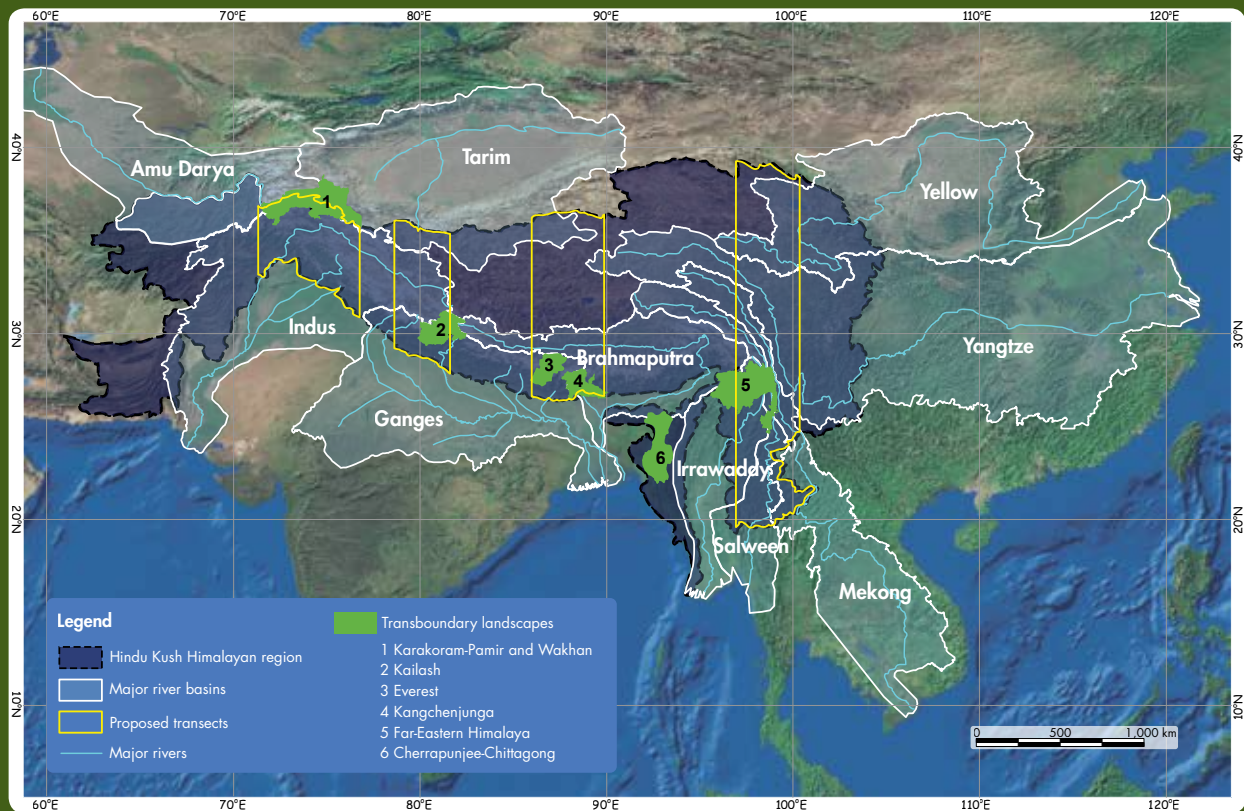 60°E 70°E 80°E 90°E 100°E 110°E 120°E
40°N 40°N
Amu Darya
Tarim
Yellow
1
30°N 30°N
Indus
2
Brahmaputra
Yangtze
3
4
5
Ganges
6
Irrawaddy
20°N 20°N
Salween
Mekong
10°N 10°N
Legend
Hindu Kush Himalayan region
Major river basins
Proposed transects
Major rivers
Transboundary landscapes
1 Karakoram-Pamir and Wakhan
2 Kailash
3 Everest
4 Kangchenjunga
5 Far-Eastern Himalaya
6 Cherrapunjee-Chittagong
0 500 1,000 km
60°E 70°E 80°E 90°E 100°E 110°E 120°E